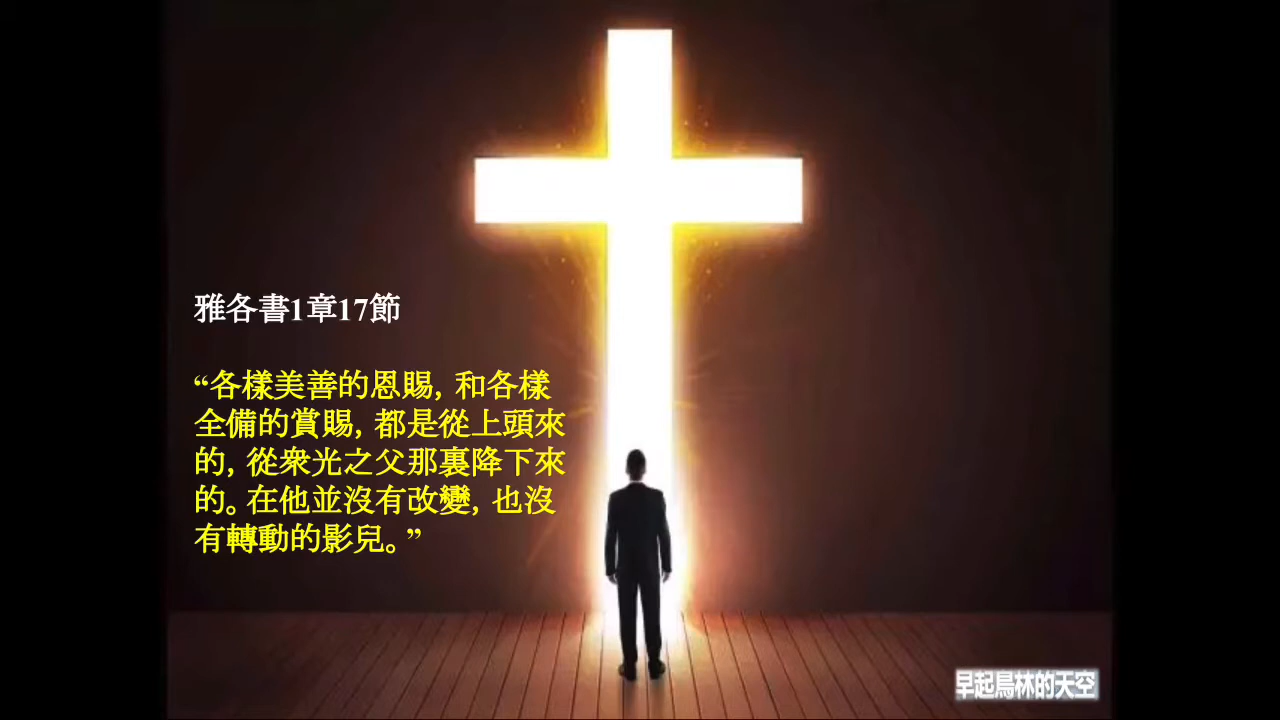 雅各書1章17節
“各樣美善的恩賜, 和各樣
全備的賞賜, 都是從上頭來
的, 從衆光之父那裏降下來
的。在他並沒有改變, 也沒
有轉動的影兒。”
早起鳥林的天空